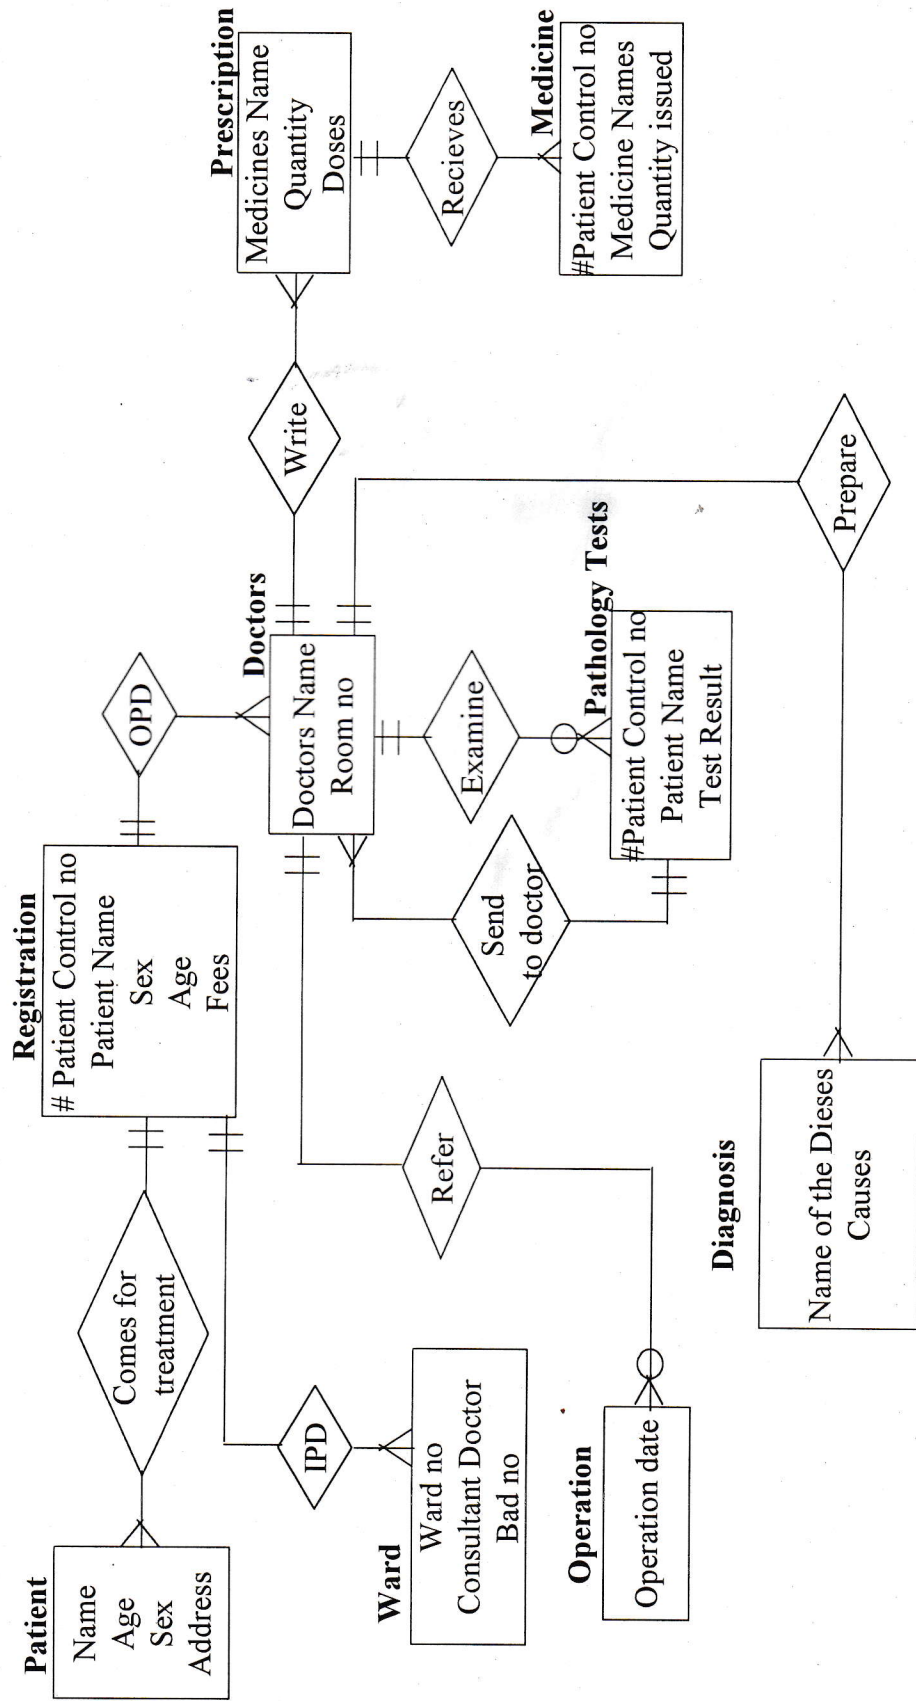 Patient
Name
Age
Sex
Address
Comes for
treatment
Registration
# Patient Control no
Patient Name
Sex
Age
Fees
OPD
Doctors
Doctors Name
Room no
Write
Prescription
Medicines Name
Quantity
Doses
Recieves
Medicine
#Patient Control no
Medicine Names
Quantity issued
IPD
Ward
Ward no
Consultant Doctor
Bad no
Refer
Operation
Operation date
Send
to doctor
Examine
Pathology Tests
#Patient Control no
Patient Name
Test Result
Prepare
Diagnosis
Name of the Dieses
Causes